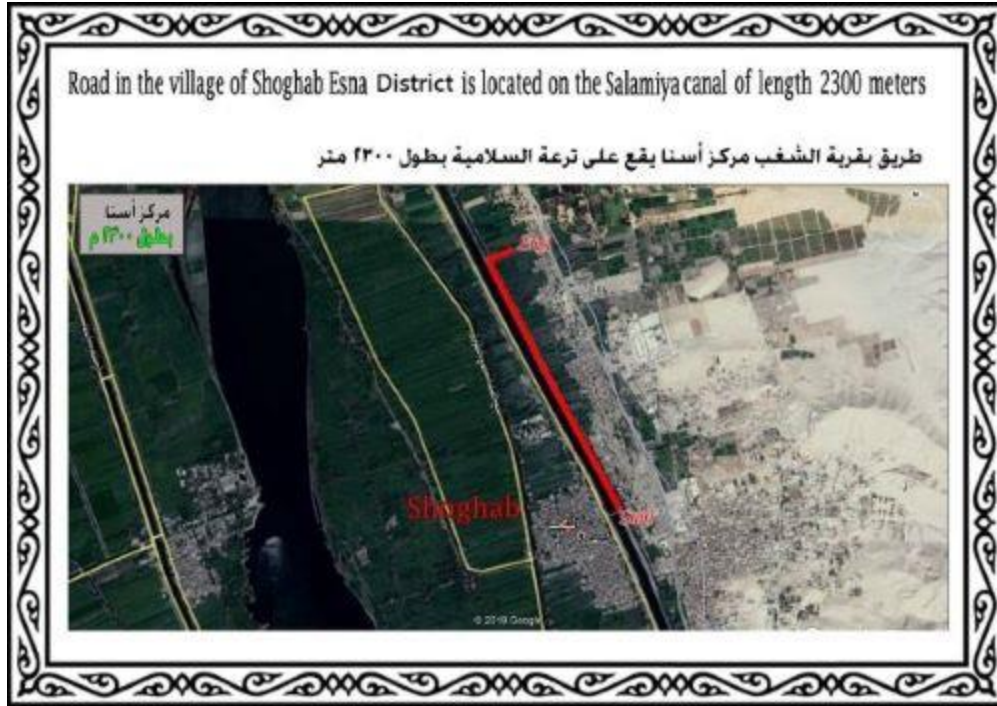 Road in the village of Shoghab Esna District is located on the Salamiya canal of length 2300 meters
طريق بقرية الشغب مركز أسنا يقع على ترعة السلامية بطول ٢٣٠٠ متر
مركز أسنا
بطول ٢٣٠٠ م
Shoghab
© 2019 Google